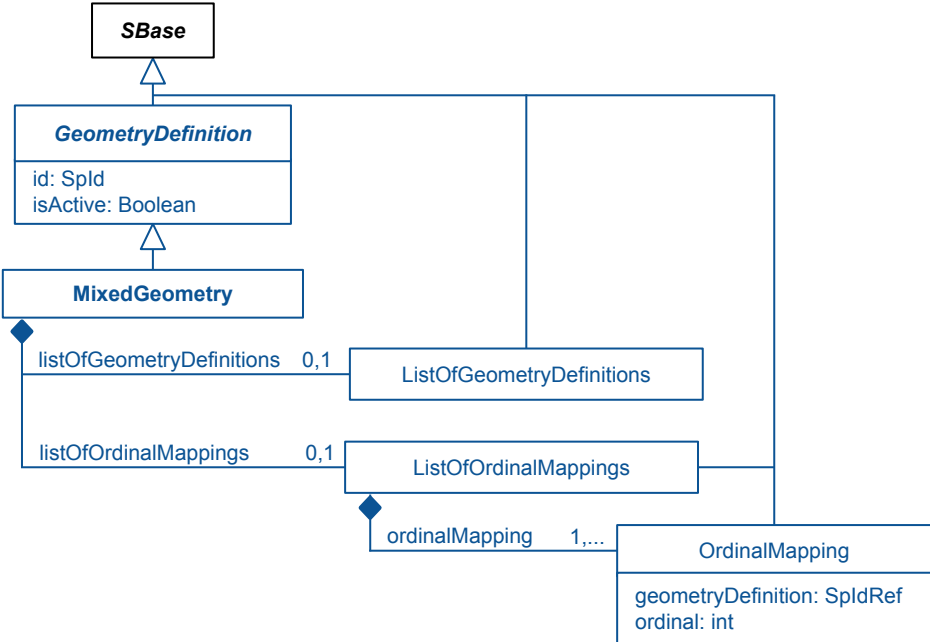 SBase
GeometryDefinition
id: SpId
isActive: Boolean
MixedGeometry
listOfGeometryDefinitions 0,1
ListOfGeometryDefinitions
listOfOrdinalMappings 0,1
ListOfOrdinalMappings
ordinalMapping 1,...
OrdinalMapping
geometryDefinition: SpIdRef
ordinal: int